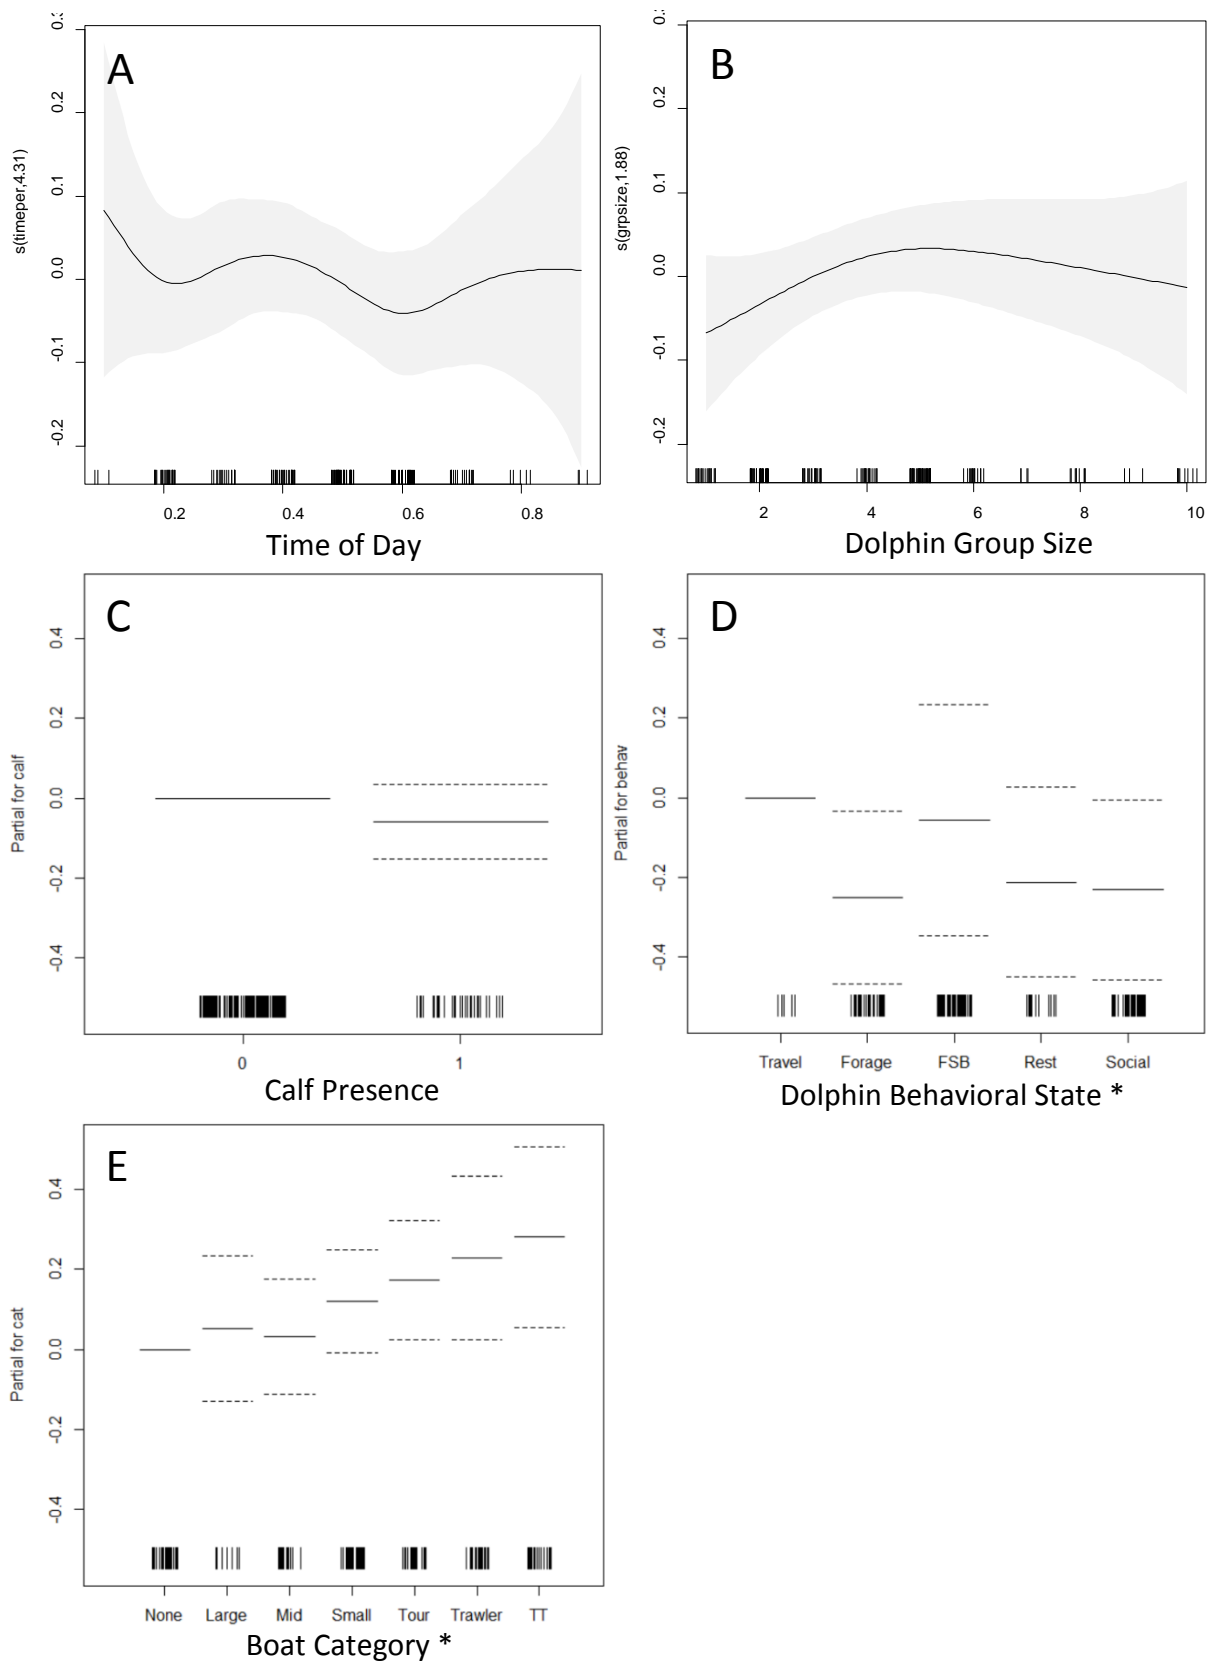 A
s(timeper,4.31)
0.2
0.1
0.0
-0.1
-0.2
0.2 0.4 0.6 0.8
Time of Day
B
s(grpsize,1.88)
0.2
0.1
0.0
-0.1
-0.2
2 4 6 8 10
Dolphin Group Size
C
Partial for calf
0.4
0.2
0.0
-0.2
-0.4
0 1
Calf Presence
D
Partial for behav
0.4
0.2
0.0
-0.2
-0.4
Travel Forage FSB Rest Social
Dolphin Behavioral State *
E
Partial for cat
0.4
0.2
0.0
-0.2
-0.4
None Large Mid Small Tour Trawler TT
Boat Category *